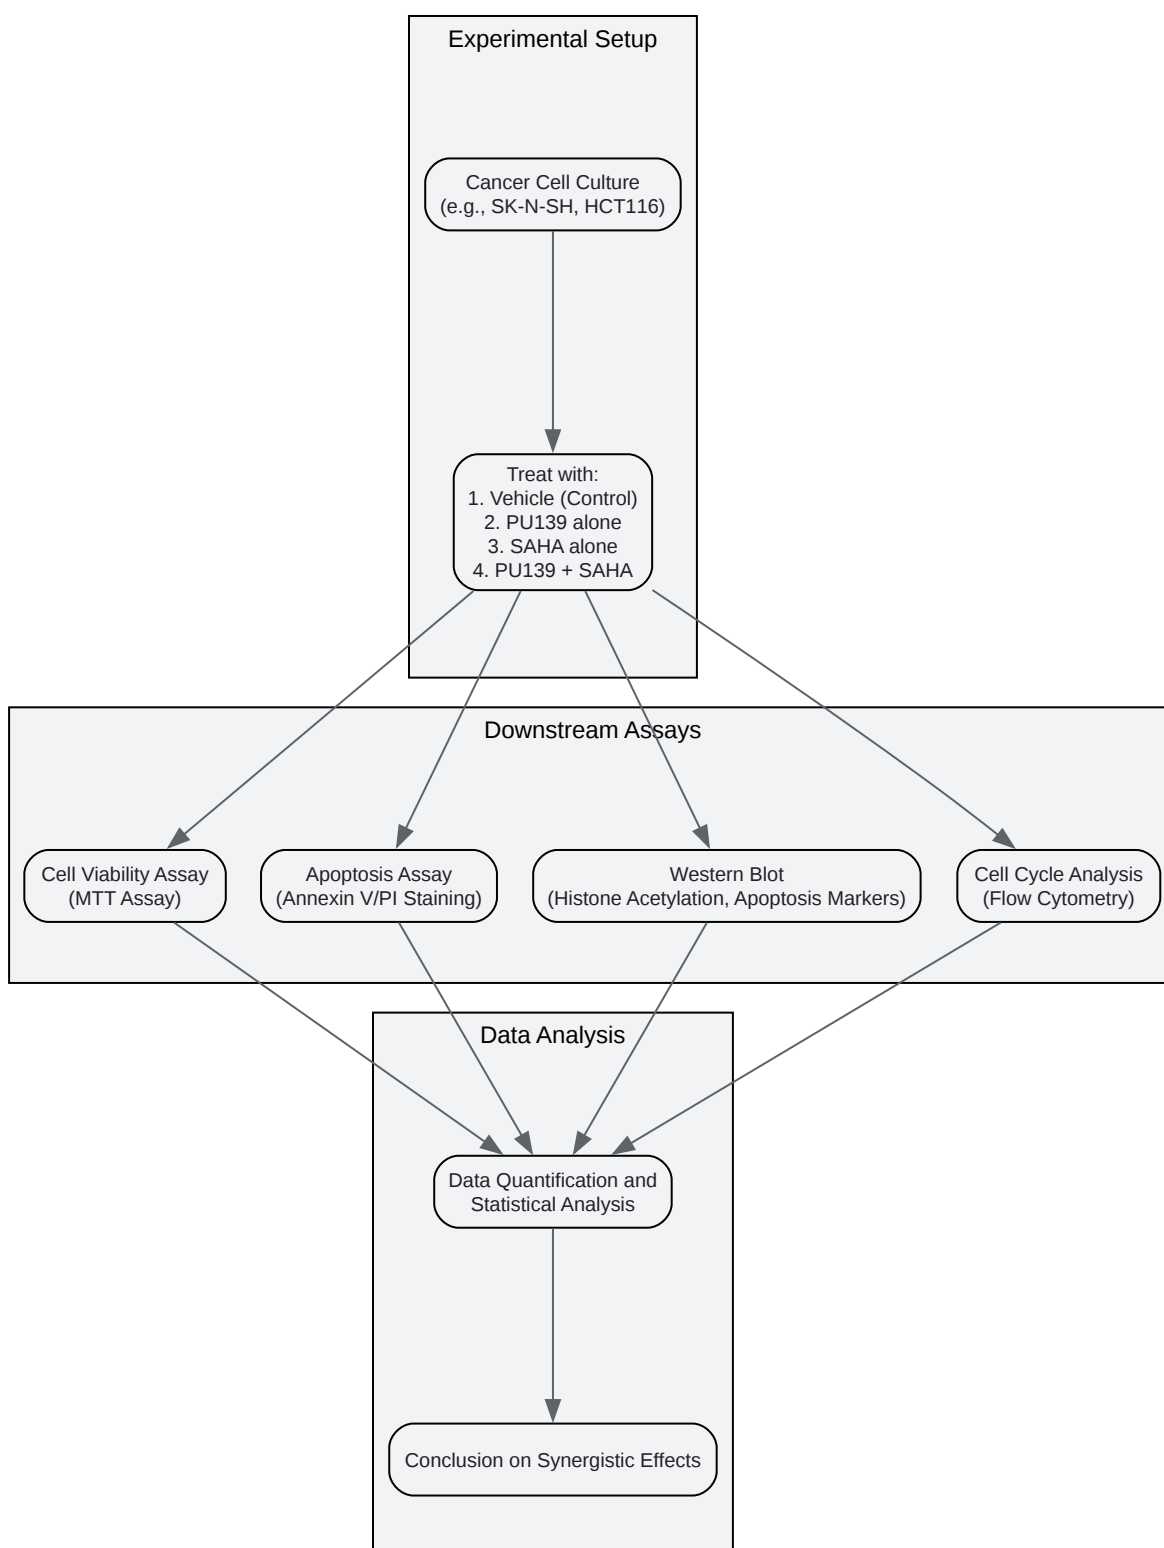 Experimental Setup
Cancer Cell Culture
(e.g., SK-N-SH, HCT116)
Treat with:
1. Vehicle (Control)
2. PU139 alone
3. SAHA alone
4. PU139 + SAHA
Downstream Assays
Cell Viability Assay
(MTT Assay)
Apoptosis Assay
(Annexin V/PI Staining)
Western Blot
(Histone Acetylation, Apoptosis Markers)
Cell Cycle Analysis
(Flow Cytometry)
Data Analysis
Data Quantification and
Statistical Analysis
Conclusion on Synergistic Effects